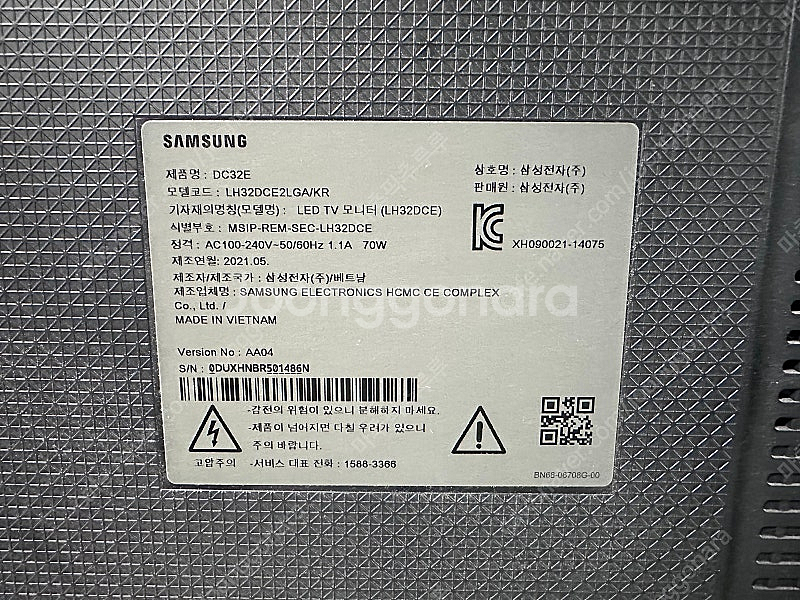 SAMSUNG
제품명 : DC32E
모델코드 : LH32DCE2LGA/KR
기자재의명칭(모델명) : LED TV 모니터 (LH32DCE)
식별부호 : MSIP-REM-SEC-LH32DCE
정격 : AC100-240V~50/60Hz 1.1A 70W
제조연월: 2021.05.
제조자/제조국가 : 삼성전자(주)/베트남
제조업체명 : SAMSUNG ELECTRONICS HCMC CE COMPLEX
Co., Ltd. /
MADE IN VIETNAM
상호명 : 삼성전자(주)
판매원 : 삼성전자(주)
XH090021-14075
Version No : AA04
S/N : 0DUXHNBR501486N
-감전의 위험이 있으니 분해하지 마세요.
-제품이 넘어지면 다칠 우려가 있으니
주의 바랍니다.
고압주의 -서비스 대표 전화 : 1588-3366
BN68-06708G-00
joonggonara